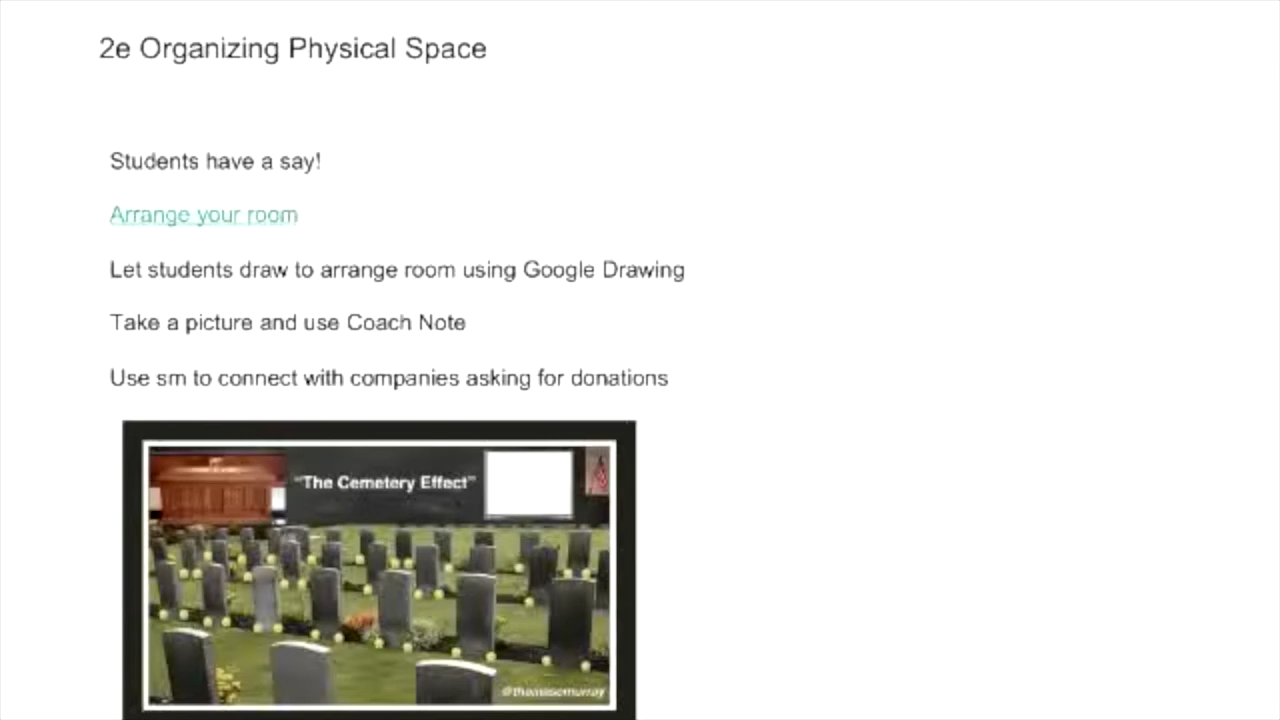 2e Organizing Physical Space
Students have a say!
Arrange your room
Let students draw to arrange room using Google Drawing
Take a picture and use Coach Note
Use sm to connect with companies asking for donations
"The Cemetery Effect"
@thomascmurray